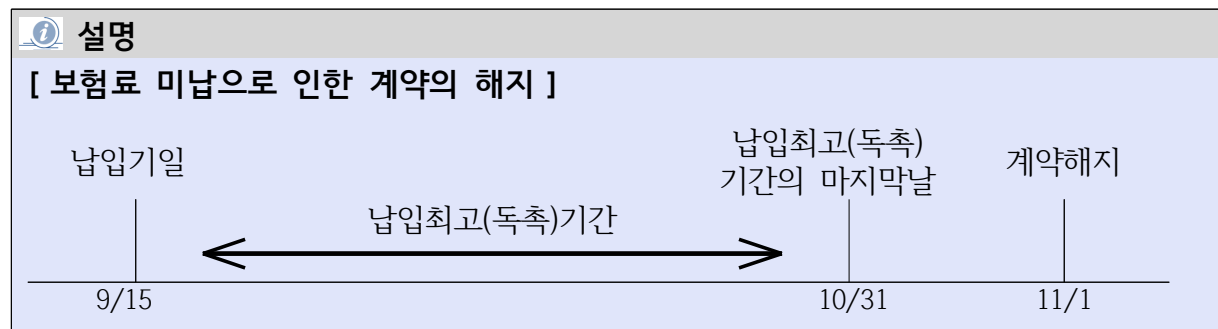 설명
[ 보험료 미납으로 인한 계약의 해지 ]
납입기일
납입최고(독촉)
기간의 마지막날
계약해지
납입최고(독촉)기간
9/15
10/31
11/1